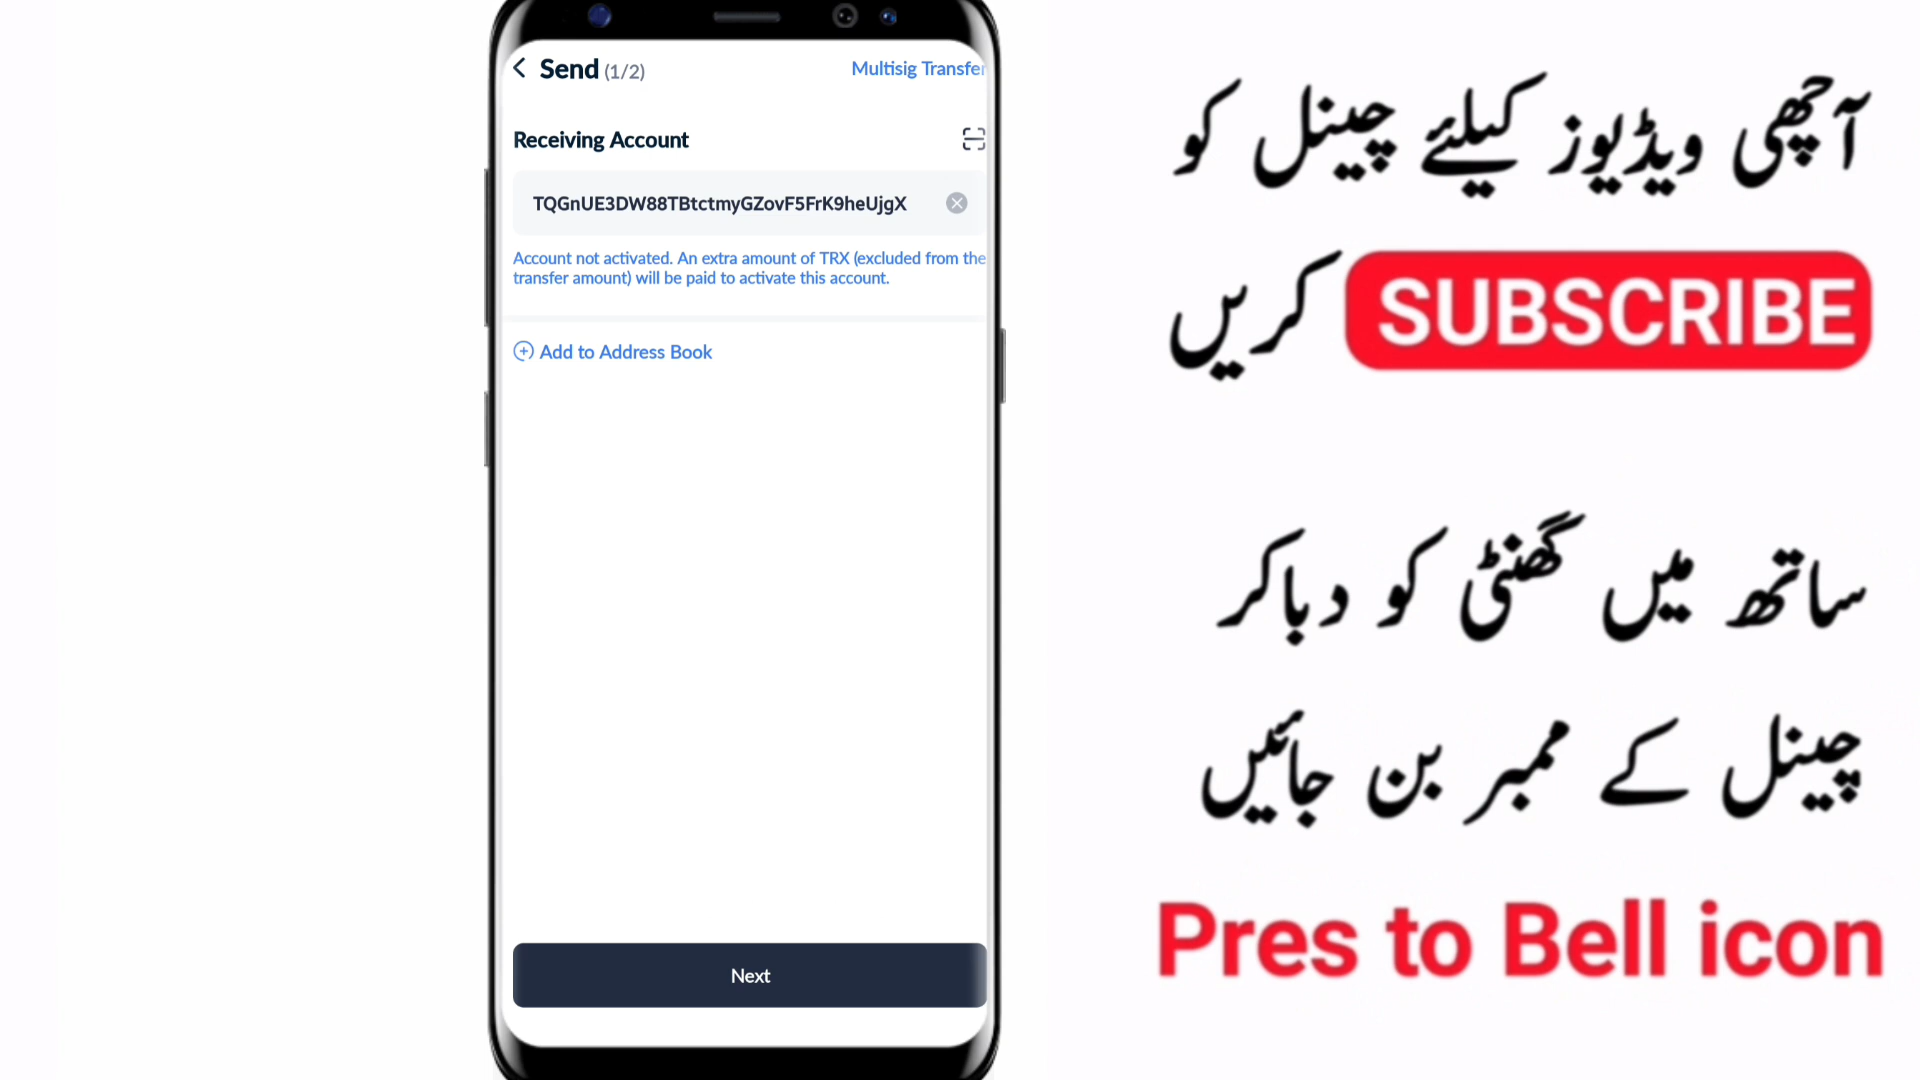 Send (1/2)
Multisig Transfer
Receiving Account
TQGnUE3DW88TBtctmyGZovF5FrK9heUjgX
Account not activated. An extra amount of TRX (excluded from the
transfer amount) will be paid to activate this account.
Add to Address Book
Next
آچھی ویڈیوز کیلئے چینل کو
SUBSCRIBE کریں
ساتھ میں گھنٹی کو دباکر
چینل کے ممبر بن جائیں
Pres to Bell icon